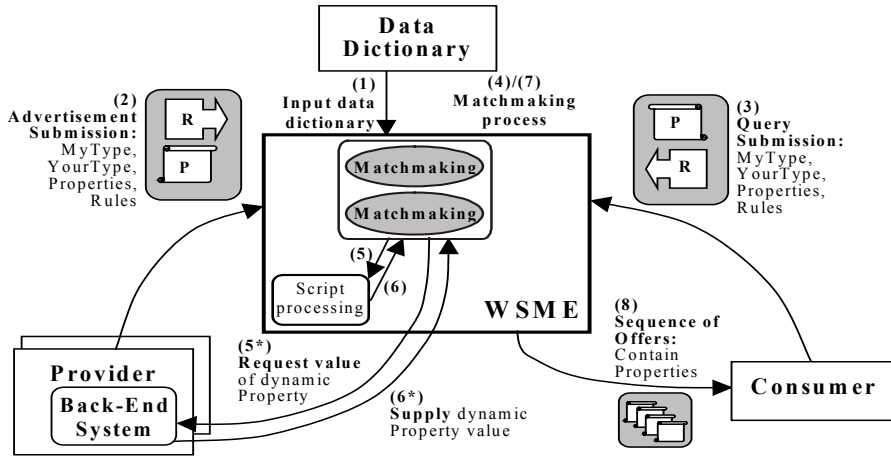 Data
Dictionary
(1)
Input data
dictionary
(4)/(7)
Matchmaking
process
(2)
Advertisement
Submission:
MyType,
YourType,
Properties,
Rules
R
P
P
R
(3)
Query
Submission:
MyType,
YourType,
Properties,
Rules
Matchmaking
Matchmaking
(5)
(6)
Script
processing
WSME
(8)
Sequence of
Offers:
Contain
Properties
Provider
Back-End
System
(5*)
Request value
of dynamic
Property
(6*)
Supply dynamic
Property value
Consumer